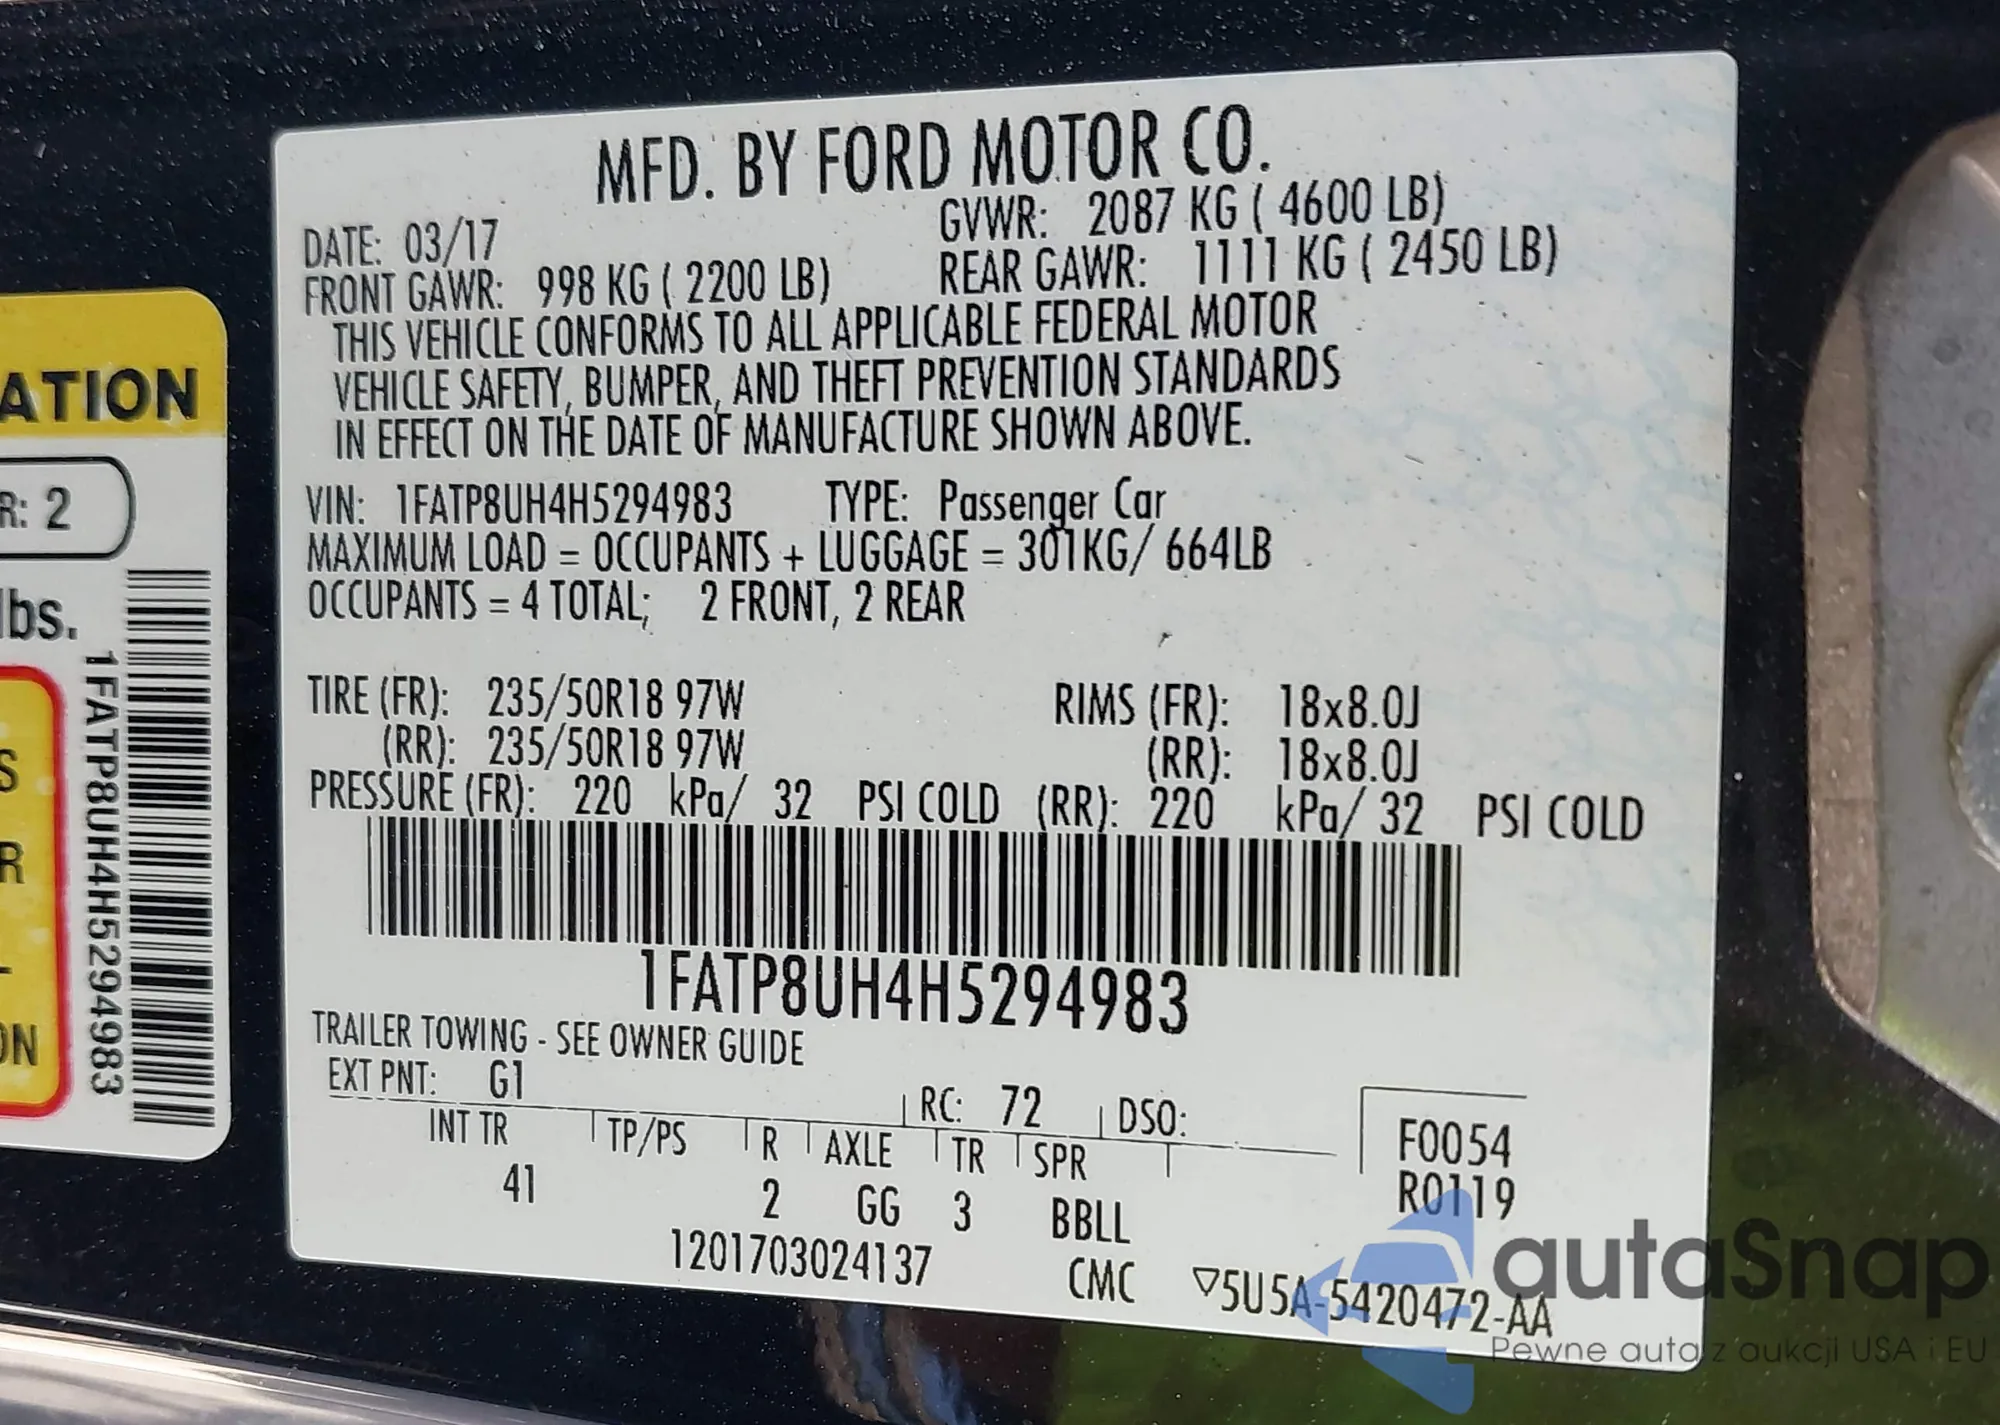 MFD. BY FORD MOTOR CO.
DATE: 03/17 GVWR: 2087 KG ( 4600 LB)
FRONT GAWR: 998 KG ( 2200 LB) REAR GAWR: 1111 KG ( 2450 LB)
THIS VEHICLE CONFORMS TO ALL APPLICABLE FEDERAL MOTOR
VEHICLE SAFETY, BUMPER, AND THEFT PREVENTION STANDARDS
IN EFFECT ON THE DATE OF MANUFACTURE SHOWN ABOVE.
VIN: 1FATP8UH4H5294983 TYPE: Passenger Car
MAXIMUM LOAD = OCCUPANTS + LUGGAGE = 301KG/ 664LB
OCCUPANTS = 4 TOTAL; 2 FRONT, 2 REAR
TIRE (FR): 235/50R18 97W RIMS (FR): 18x8.0J
(RR): 235/50R18 97W (RR): 18x8.0J
PRESSURE (FR): 220 kPa/ 32 PSI COLD (RR): 220 kPa/ 32 PSI COLD
1FATP8UH4H5294983
TRAILER TOWING - SEE OWNER GUIDE
EXT PNT: G1 RC: 72 DSO:
INT TR TP/PS R AXLE TR SPR F0054
41 2 GG 3 BBLL R0119
1201703024137 CMC ▽5U5A-5420472-AA
ATION
R: 2
lbs.
1FATP8UH4H5294983
S
R
L
ON
autaSnap
Pewne auta z aukcji USA i EU